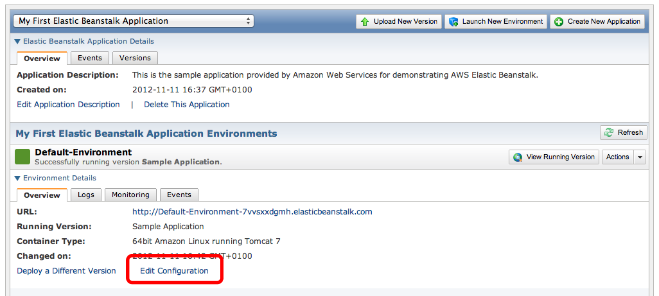 My First Elastic Beanstalk Application
Upload New Version
Launch New Environment
Create New Application
Elastic Beanstalk Application Details
Overview Events Versions
Application Description: This is the sample application provided by Amazon Web Services for demonstrating AWS Elastic Beanstalk.
Created on: 2012-11-11 16:37 GMT+0100
Edit Application Description | Delete This Application
My First Elastic Beanstalk Application Environments
Refresh
Default-Environment
Successfully running version Sample Application.
View Running Version
Actions
Environment Details
Overview Logs Monitoring Events
URL: http://Default-Environment-7vvsxxdgmh.elasticbeanstalk.com
Running Version: Sample Application
Container Type: 64bit Amazon Linux running Tomcat 7
Changed on: +0100
Deploy a Different Version Edit Configuration